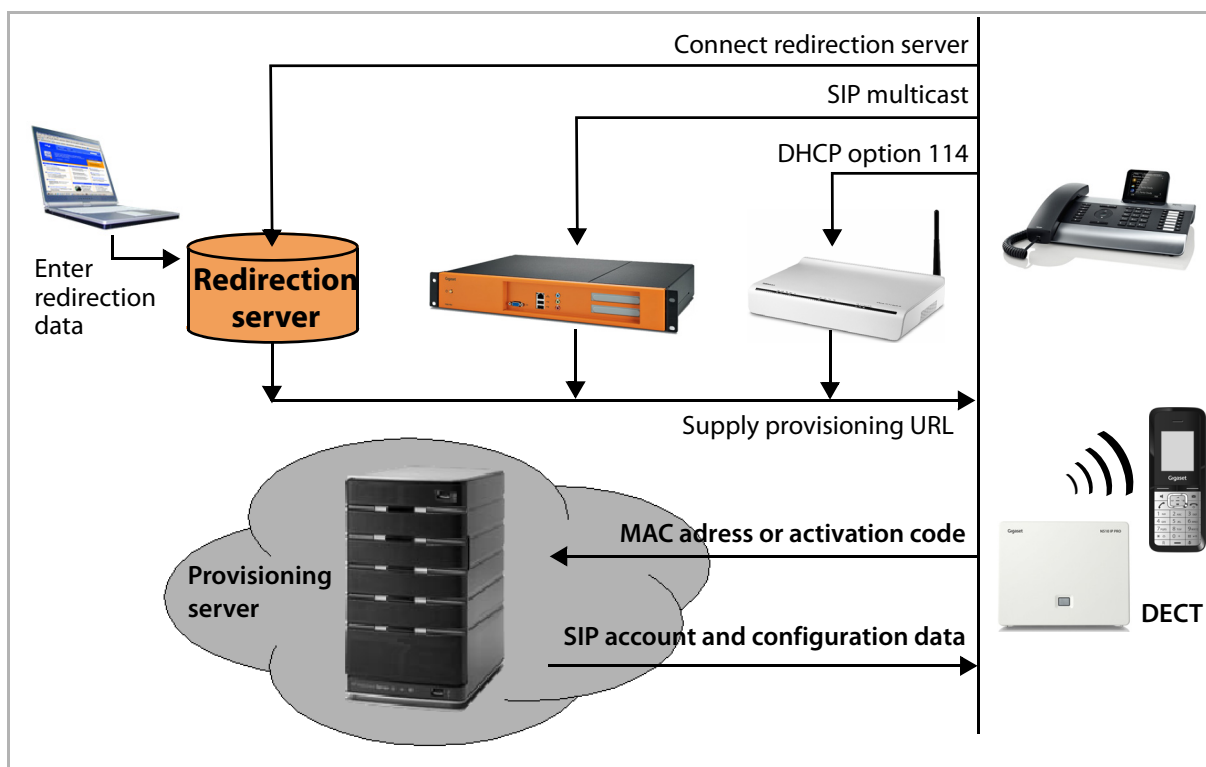 Connect redirection server
SIP multicast
DHCP option 114
Enter
redirection
data
Redirection
server
Gigaset
Supply provisioning URL
Provisioning
server
MAC adress or activation code
SIP account and configuration data
Gigaset
Gigaset
DECT